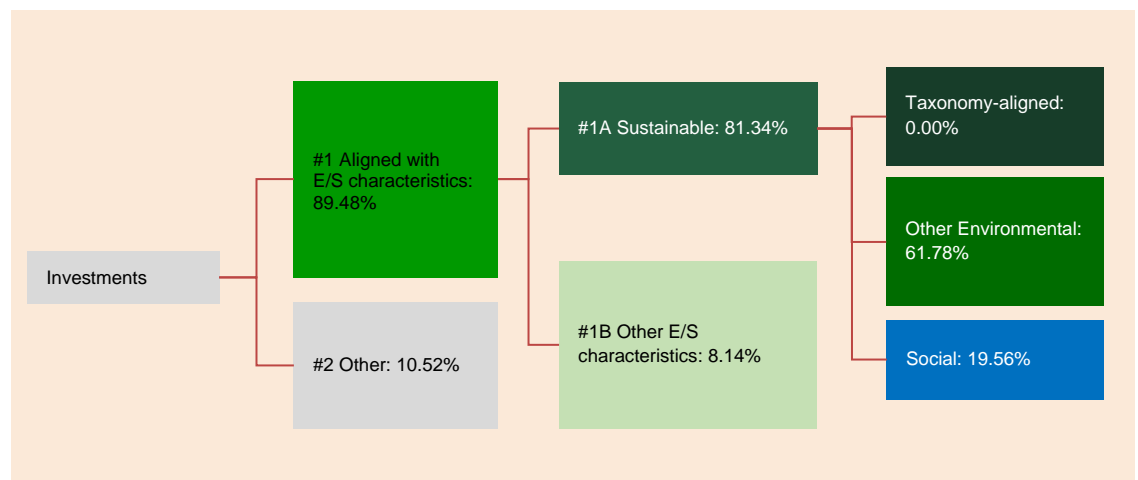 Investments
#1 Aligned with
E/S characteristics:
89.48%
#2 Other: 10.52%
#1A Sustainable: 81.34%
#1B Other E/S
characteristics: 8.14%
Taxonomy-aligned:
0.00%
Other Environmental:
61.78%
Social: 19.56%